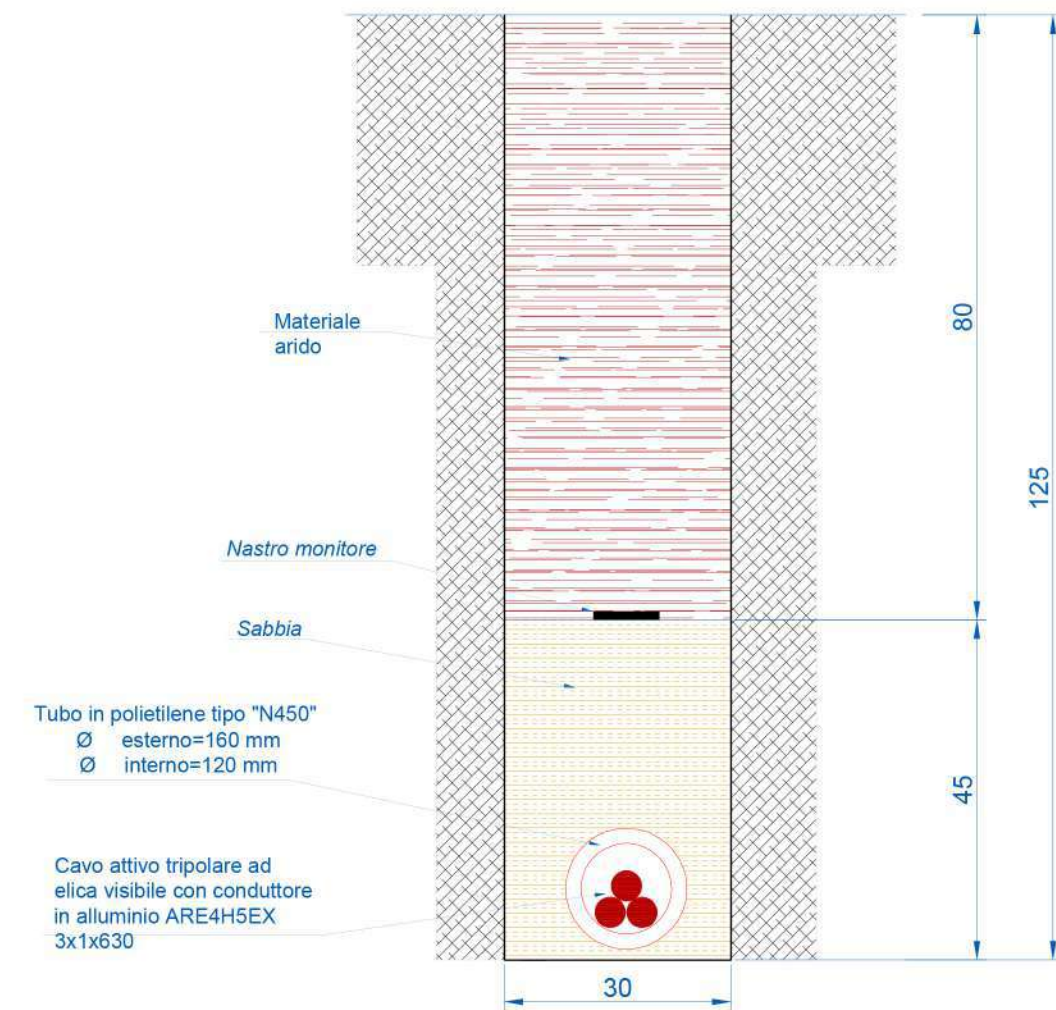 Materiale
arido
80
125
Nastro monitore
Sabbia
Tubo in polietilene tipo "N450"
Ø esterno=160 mm
Ø interno=120 mm
45
Cavo attivo tripolare ad
elica visibile con conduttore
in alluminio ARE4H5EX
3x1x630
30